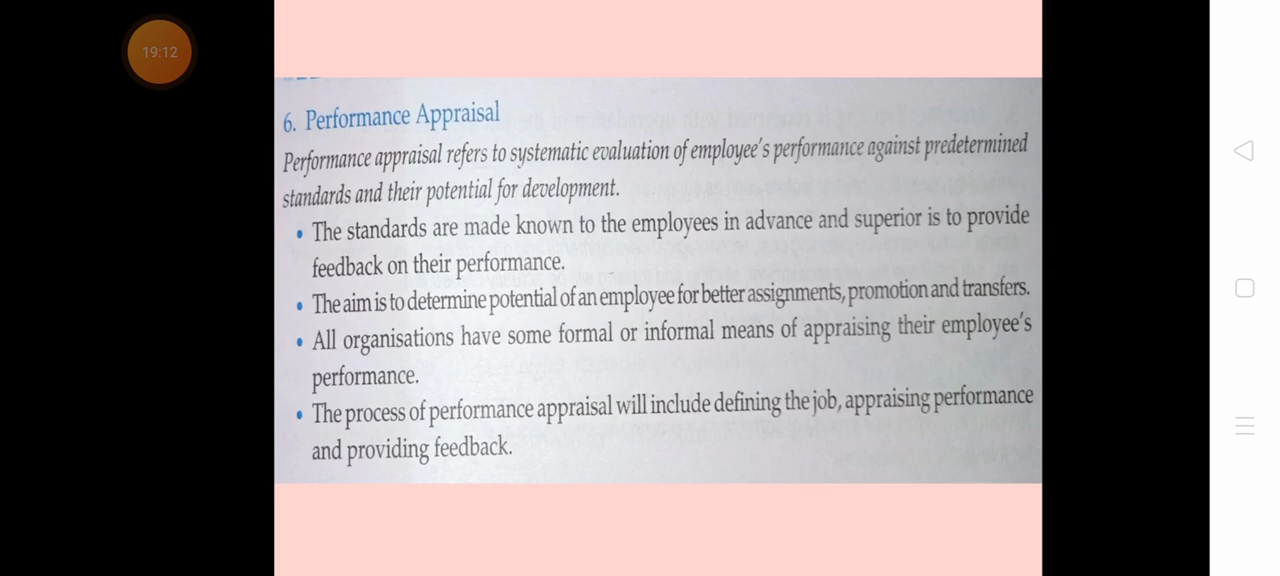 19:12
6. Performance Appraisal
Performance appraisal refers to systematic evaluation of employee's performance against predetermined
standards and their potential for development.
• The standards are made known to the employees in advance and superior is to provide
feedback on their performance.
• The aim is to determine potential of an employee for better assignments, promotion and transfers.
• All organisations have some formal or informal means of appraising their employee's
performance.
• The process of performance appraisal will include defining the job, appraising performance
and providing feedback.